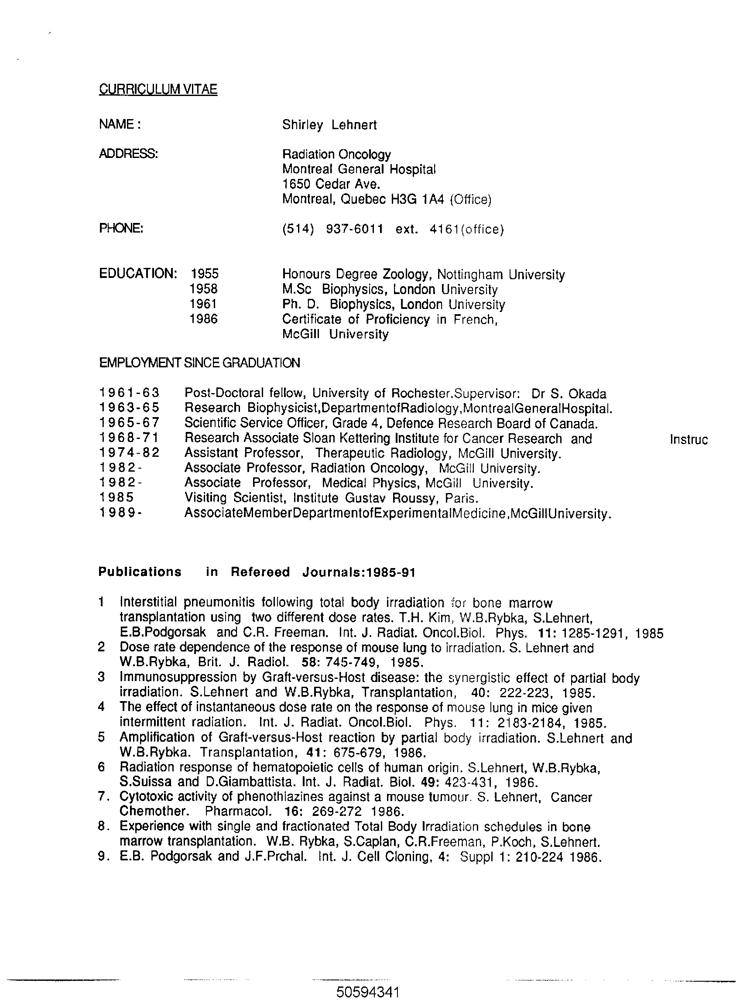 CURRICULUM VITAE
NAME : Shirley Lehnert
ADDRESS: Radiation Oncology
Montreal General Hospital
1650 Cedar Ave.
Montreal, Quebec H3G 1A4 (Office)
PHONE: (514) 937-6011 ext. 4161(office)
EDUCATION: 1955 Honours Degree Zoology, Nottingham University
1958 M.Sc Biophysics, London University
1961 Ph. D. Biophysics, London University
1986 Certificate of Proficiency in French,
McGill University
EMPLOYMENT SINCE GRADUATION
1961-63 Post-Doctoral fellow, University of Rochester.Supervisor: Dr S. Okada
1963-65 Research Biophysicist,DepartmentofRadiology,MontrealGeneralHospital.
1965-67 Scientific Service Officer, Grade 4, Defence Research Board of Canada.
1968-71 Research Associate Sloan Kettering Institute for Cancer Research and Instruc
1974-82 Assistant Professor, Therapeutic Radiology, McGill University.
1982- Associate Professor, Radiation Oncology, McGill University.
1982- Associate Professor, Medical Physics, McGill University.
1985 Visiting Scientist, Institute Gustav Roussy, Paris.
1989- AssociateMemberDepartmentofExperimentalMedicine,McGillUniversity.
Publications in Refereed Journals:1985-91
1 Interstitial pneumonitis following total body irradiation for bone marrow
transplantation using two different dose rates. T.H. Kim, W.B.Rybka, S.Lehnert,
E.B.Podgorsak and C.R. Freeman. Int. J. Radiat. Oncol.Biol. Phys. 11: 1285-1291, 1985
2 Dose rate dependence of the response of mouse lung to irradiation. S. Lehnert and
W.B.Rybka, Brit. J. Radiol. 58: 745-749, 1985.
3 Immunosuppression by Graft-versus-Host disease: the synergistic effect of partial body
irradiation. S.Lehnert and W.B.Rybka, Transplantation, 40: 222-223, 1985.
4 The effect of instantaneous dose rate on the response of mouse lung in mice given
intermittent radiation. Int. J. Radiat. Oncol.Biol. Phys. 11: 2183-2184, 1985.
5 Amplification of Graft-versus-Host reaction by partial body irradiation. S.Lehnert and
W.B.Rybka. Transplantation, 41: 675-679, 1986.
6 Radiation response of hematopoietic cells of human origin. S.Lehnert, W.B.Rybka,
S.Suissa and D.Giambattista. Int. J. Radiat. Biol. 49: 423-431, 1986.
7. Cytotoxic activity of phenothiazines against a mouse tumour. S. Lehnert, Cancer
Chemother. Pharmacol. 16: 269-272 1986.
8. Experience with single and fractionated Total Body Irradiation schedules in bone
marrow transplantation. W.B. Rybka, S.Caplan, C.R.Freeman, P.Koch, S.Lehnert.
9. E.B. Podgorsak and J.F.Prchal. Int. J. Cell Cloning, 4: Suppl 1: 210-224 1986.
50594341